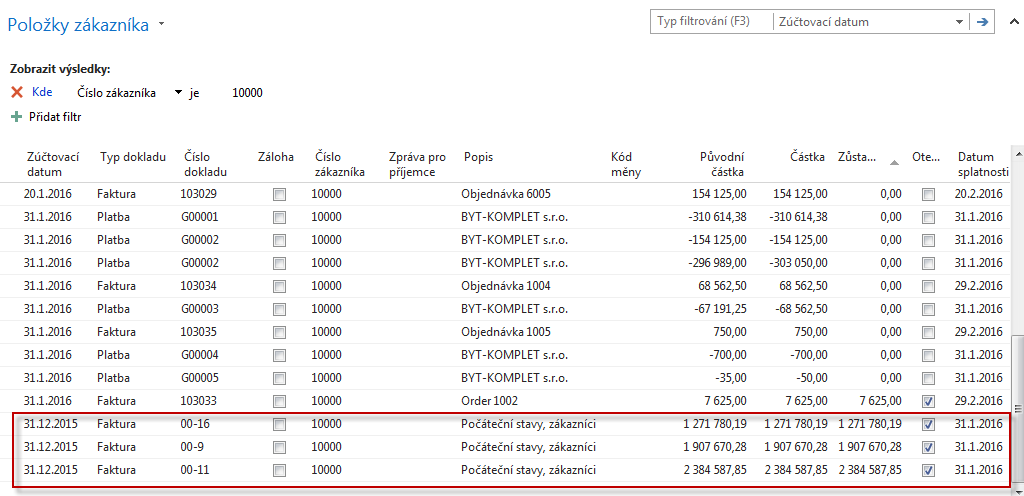 Položky zákazníka
Typ filtrování (F3) Zúčtovací datum
Zobrazit výsledky:
Kde Číslo zákazníka je 10000
Přidat filtr
Zúčtovací datum Typ dokladu Číslo dokladu Záloha Číslo zákazníka Zpráva pro příjemce Popis Kód měny Původní částka Částka Zůsta... Ote... Datum splatnosti
20.1.2016 Faktura 103029 10000 Objednávka 6005 154 125,00 154 125,00 0,00 20.2.2016
31.1.2016 Platba G00001 10000 BYT-KOMPLET s.r.o. -310 614,38 -310 614,38 0,00 31.1.2016
31.1.2016 Platba G00002 10000 BYT-KOMPLET s.r.o. -154 125,00 -154 125,00 0,00 31.1.2016
31.1.2016 Platba G00002 10000 BYT-KOMPLET s.r.o. -296 989,00 -303 050,00 0,00 31.1.2016
31.1.2016 Faktura 103034 10000 Objednávka 1004 68 562,50 68 562,50 0,00 29.2.2016
31.1.2016 Platba G00003 10000 BYT-KOMPLET s.r.o. -67 191,25 -68 562,50 0,00 31.1.2016
31.1.2016 Faktura 103035 10000 Objednávka 1005 750,00 750,00 0,00 29.2.2016
31.1.2016 Platba G00004 10000 BYT-KOMPLET s.r.o. -700,00 -700,00 0,00 31.1.2016
31.1.2016 Platba G00005 10000 BYT-KOMPLET s.r.o. -35,00 -50,00 0,00 31.1.2016
31.1.2016 Faktura 103033 10000 Order 1002 7 625,00 7 625,00 7 625,00 29.2.2016
31.12.2015 Faktura 00-16 10000 Počáteční stavy, zákazníci 1 271 780,19 1 271 780,19 1 271 780,19 31.1.2016
31.12.2015 Faktura 00-9 10000 Počáteční stavy, zákazníci 1 907 670,28 1 907 670,28 1 907 670,28 31.1.2016
31.12.2015 Faktura 00-11 10000 Počáteční stavy, zákazníci 2 384 587,85 2 384 587,85 2 384 587,85 31.1.2016